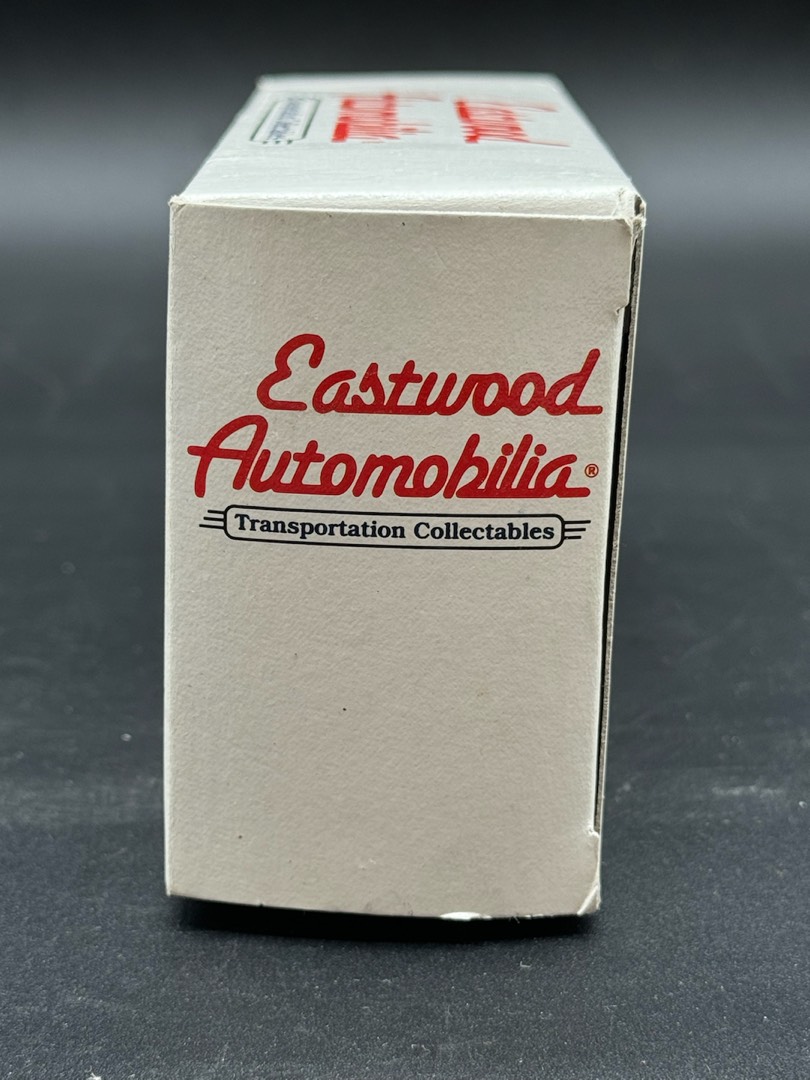 Eastwood
Automobilia®
Transportation Collectables